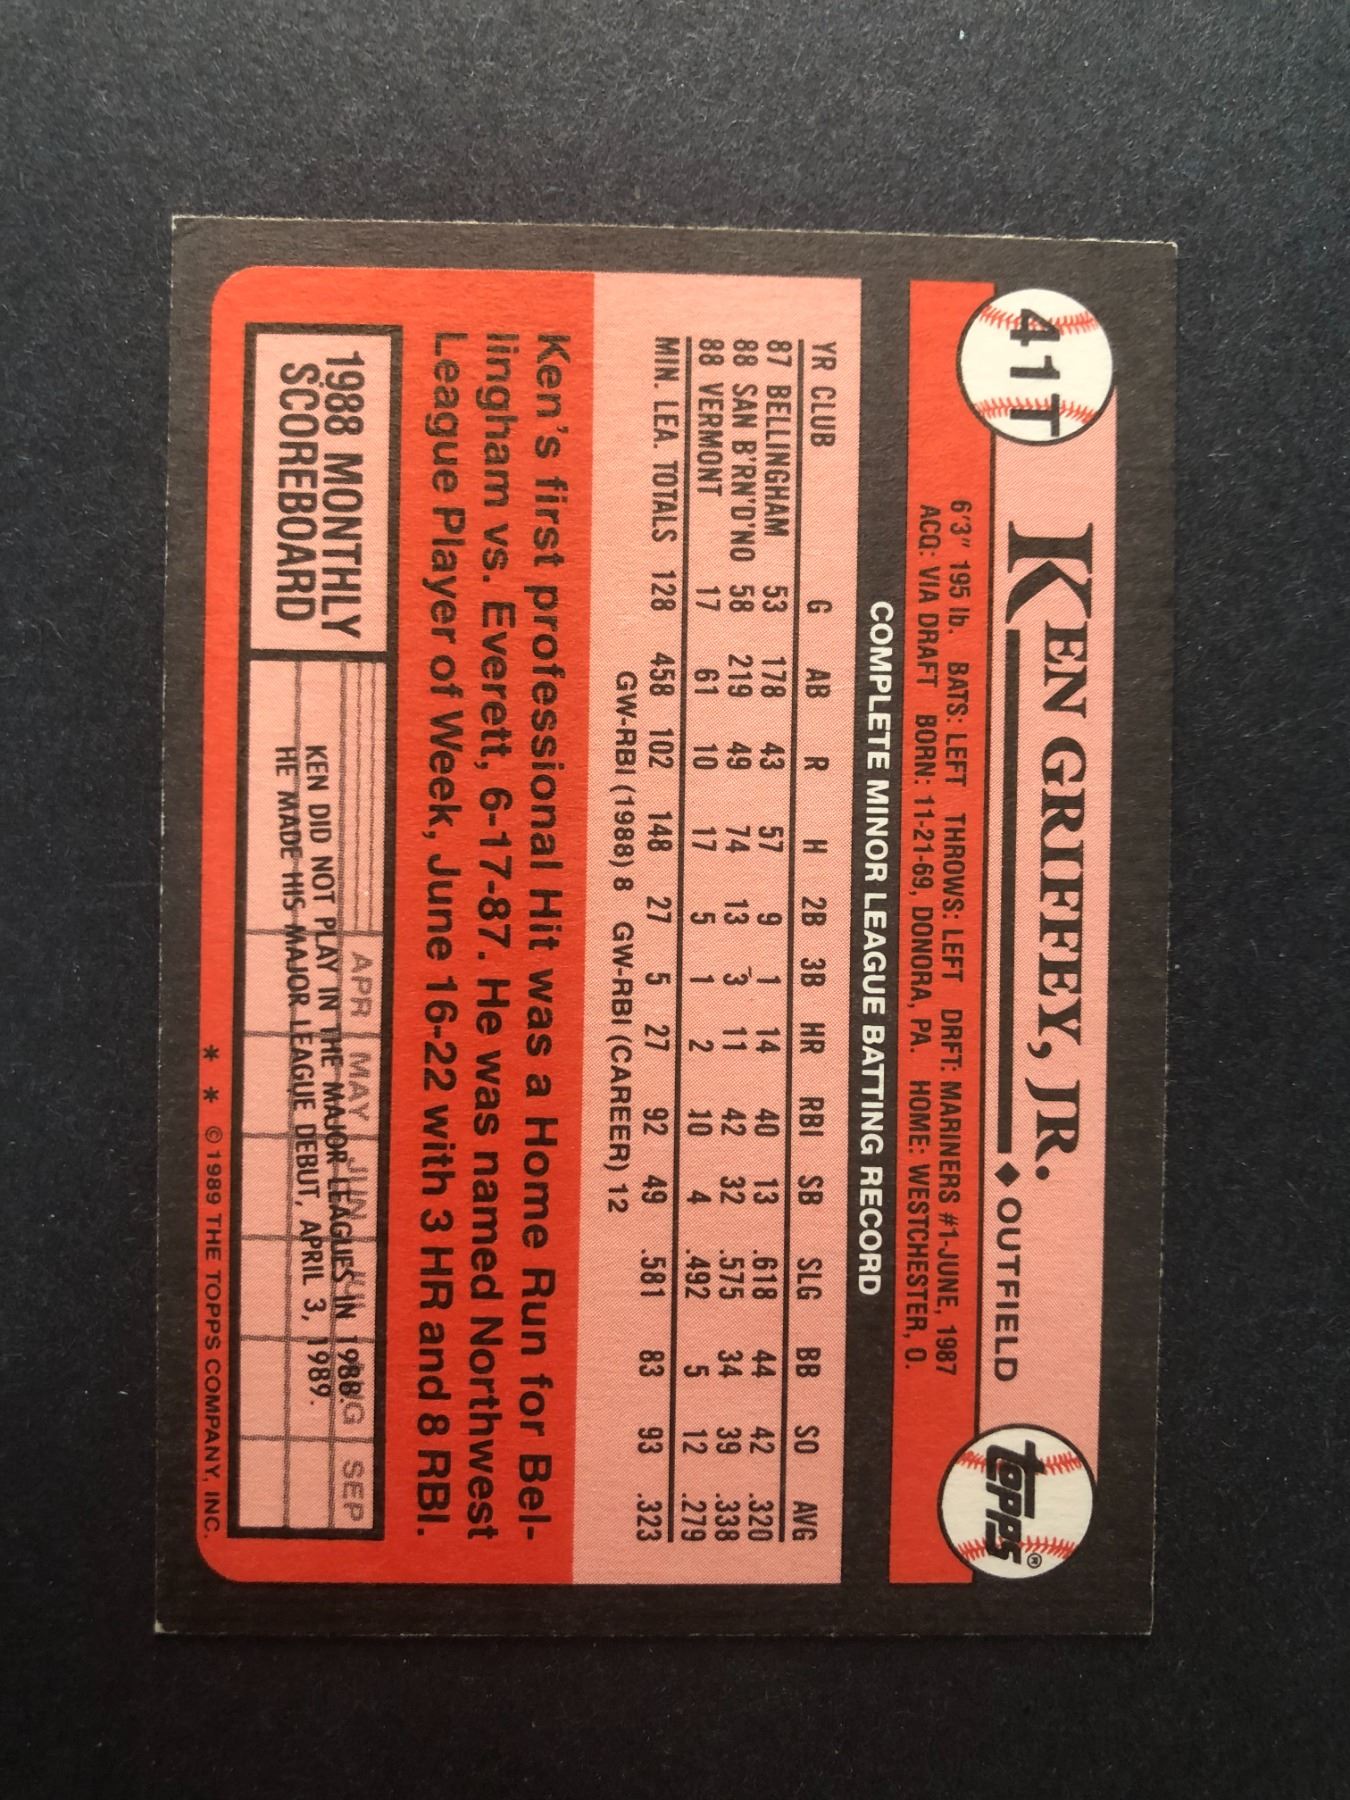 41T
KEN GRIFFEY, JR. ♦ OUTFIELD
topps®
6'3" 195 lb. BATS: LEFT THROWS: LEFT DRFT: MARINERS #1-JUNE, 1987
ACQ: VIA DRAFT BORN: 11-21-69, DONORA, PA. HOME: WESTCHESTER, O.
COMPLETE MINOR LEAGUE BATTING RECORD
YR CLUB G AB R H 2B 3B HR RBI SB SLG BB SO AVG
87 BELLINGHAM 53 178 43 57 9 1 14 40 13 .618 44 42 .320
88 SAN B'RN'D'NO 58 219 49 74 13 3 11 42 32 .575 34 39 .338
88 VERMONT 17 61 10 17 5 1 2 10 4 .492 5 12 .279
MIN. LEA. TOTALS 128 458 102 148 27 5 27 92 49 .581 83 93 .323
GW-RBI (1988) 8 GW-RBI (CAREER) 12
Ken's first professional Hit was a Home Run for Bel-
lingham vs. Everett, 6-17-87. He was named Northwest
League Player of Week, June 16-22 with 3 HR and 8 RBI.
1988 MONTHLY
SCOREBOARD
APR MAY JUN JUL AUG SEP
KEN DID NOT PLAY IN THE MAJOR LEAGUES IN 1988.
HE MADE HIS MAJOR LEAGUE DEBUT, APRIL 3, 1989.
* * © 1989 THE TOPPS COMPANY, INC.